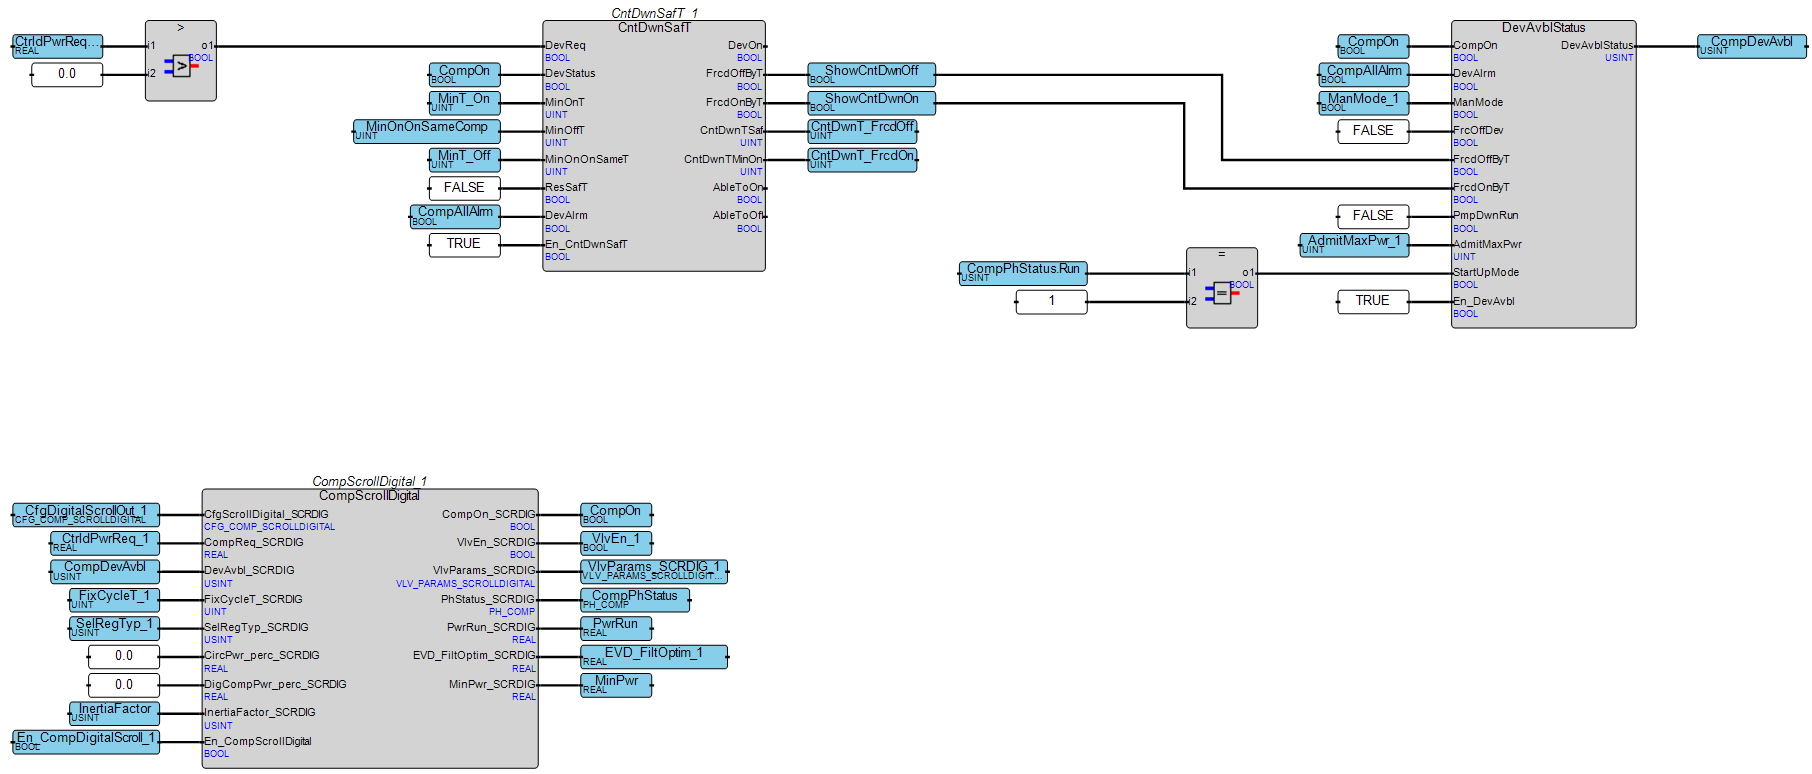 CntDwnSafT_1
CntDwnSafT
CtrldPwrReq...
REAL
0.0
>
i1
i2
o1
BOOL
>
CompOn
BOOL
MinT_On
UINT
MinOnOnSameComp
UINT
MinT_Off
UINT
FALSE
CompAllAlrm
BOOL
TRUE
DevReq
BOOL
DevStatus
BOOL
MinOnT
UINT
MinOffT
UINT
MinOnOnSameT
UINT
ResSafT
BOOL
DevAlrm
BOOL
En_CntDwnSafT
BOOL
DevOn
BOOL
FrcdOffByT
BOOL
FrcdOnByT
BOOL
CntDwnTSaf
UINT
CntDwnTMinOn
UINT
AbleToOn
BOOL
AbleToOff
BOOL
ShowCntDwnOff
BOOL
ShowCntDwnOn
BOOL
CntDwnT_FrcdOff
UINT
CntDwnT_FrcdOn
UINT
CompPhStatus.Run
USINT
1
=
i1
i2
o1
BOOL
=
DevAvblStatus
CompOn
BOOL
CompAllAlrm
BOOL
ManMode_1
BOOL
FALSE
FALSE
AdmitMaxPwr_1
UINT
TRUE
CompOn
BOOL
DevAlrm
BOOL
ManMode
BOOL
FrcOffDev
BOOL
FrcdOffByT
BOOL
FrcdOnByT
BOOL
PmpDwnRun
BOOL
AdmitMaxPwr
UINT
StartUpMode
BOOL
En_DevAvbl
BOOL
DevAvblStatus
USINT
CompDevAvbl
USINT
CompScrollDigital_1
CompScrollDigital
CfgDigitalScrollOut_1
CFG_COMP_SCROLLDIGITAL
CtrldPwrReq_1
REAL
CompDevAvbl
USINT
FixCycleT_1
UINT
SelRegTyp_1
USINT
0.0
0.0
InertiaFactor
USINT
En_CompDigitalScroll_1
BOOL
CfgScrollDigital_SCRDIG
CFG_COMP_SCROLLDIGITAL
CompReq_SCRDIG
REAL
DevAvbl_SCRDIG
USINT
FixCycleT_SCRDIG
UINT
SelRegTyp_SCRDIG
USINT
CircPwr_perc_SCRDIG
REAL
DigCompPwr_perc_SCRDIG
REAL
InertiaFactor_SCRDIG
USINT
En_CompScrollDigital
BOOL
CompOn_SCRDIG
BOOL
VlvEn_SCRDIG
BOOL
VlvParams_SCRDIG
VLV_PARAMS_SCROLLDIGITAL
PhStatus_SCRDIG
PH_COMP
PwrRun_SCRDIG
REAL
EVD_FiltOptim_SCRDIG
REAL
MinPwr_SCRDIG
REAL
CompOn
BOOL
VlvEn_1
BOOL
VlvParams_SCRDIG_1
VLV_PARAMS_SCROLLDIGIT...
CompPhStatus
PH_COMP
PwrRun
REAL
EVD_FiltOptim_1
REAL
MinPwr
REAL